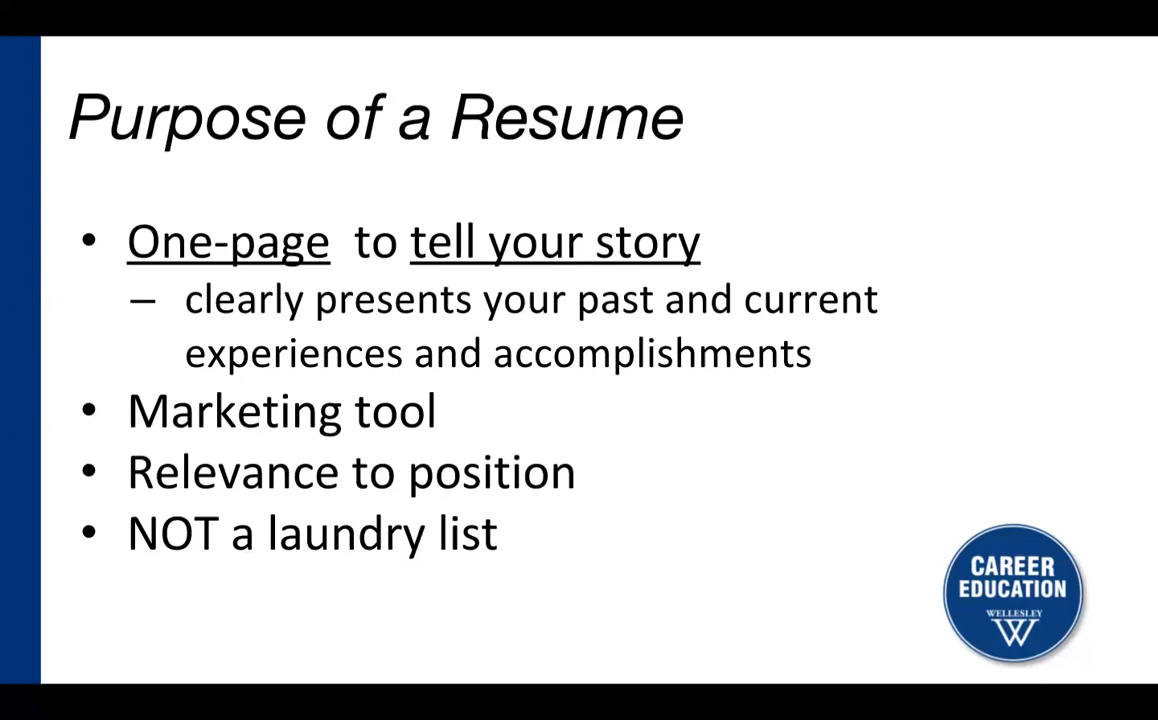 Purpose of a Resume
• One-page to tell your story
– clearly presents your past and current
experiences and accomplishments
• Marketing tool
• Relevance to position
• NOT a laundry list
CAREER
EDUCATION
WELLESLEY
W